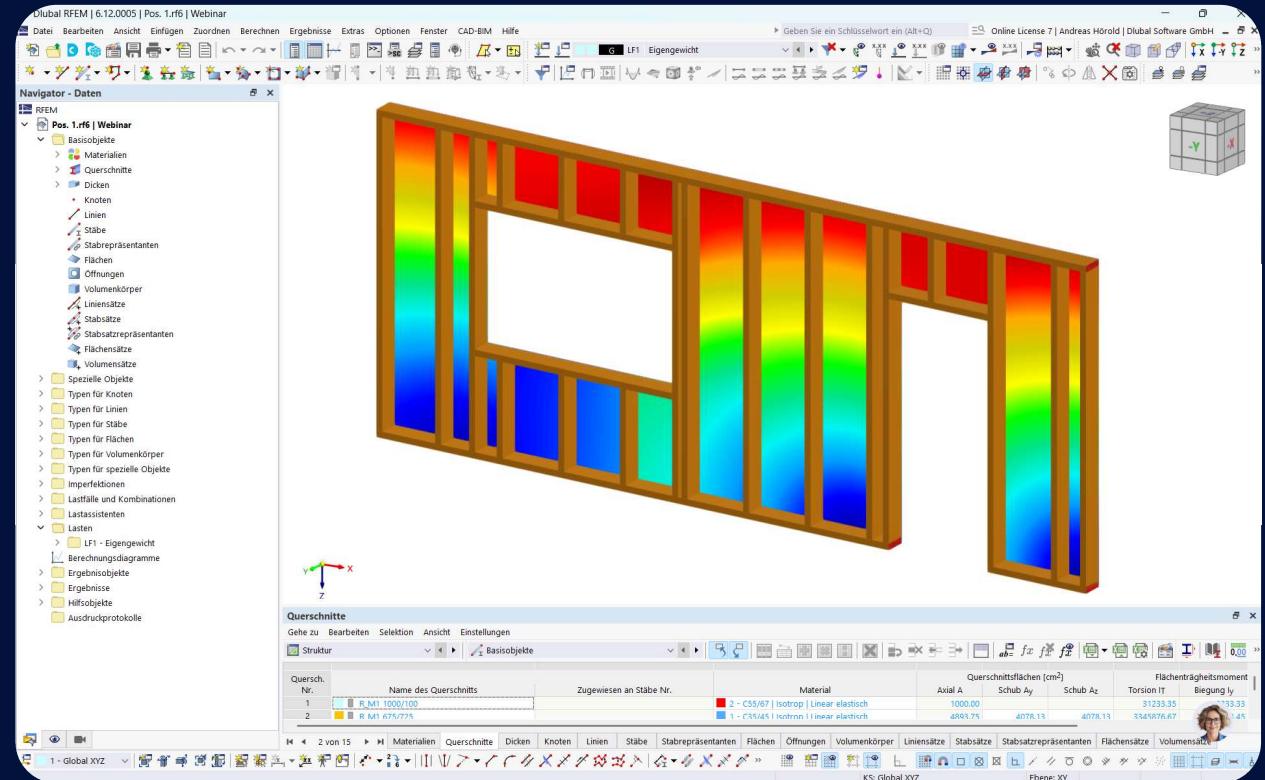 Dlubal RFEM | 6.12.0005 | Pos. 1.rf6 | Webinar
Datei Bearbeiten Ansicht Einfügen Zuordnen Berechnen Ergebnisse Extras Optionen Fenster CAD-BIM Hilfe
Geben Sie ein Schlüsselwort ein (Alt+Q)
Online License 7 | Andreas Hörold | Dlubal Software GmbH
G LF1 Eigengewicht
Navigator - Daten
RFEM
Pos. 1.rf6 | Webinar
Basisobjekte
Materialien
Querschnitte
Dicken
Knoten
Linien
Stäbe
Stabrepräsentanten
Flächen
Öffnungen
Volumenkörper
Liniensätze
Stabsätze
Stabsatzrepräsentanten
Flächensätze
Volumensätze
Spezielle Objekte
Typen für Knoten
Typen für Linien
Typen für Stäbe
Typen für Flächen
Typen für Volumenkörper
Typen für spezielle Objekte
Imperfektionen
Lastfälle und Kombinationen
Lastassistenten
Lasten
LF1 - Eigengewicht
Berechnungsdiagramme
Ergebnisobjekte
Ergebnisse
Hilfsobjekte
Ausdruckprotokolle
-Y
-X
Y X
Z
Querschnitte
Gehe zu Bearbeiten Selektion Ansicht Einstellungen
Struktur
Basisobjekte
Quersch.
Nr.
Name des Querschnitts
Zugewiesen an Stäbe Nr.
Material
Querschnittsflächen [cm2]
Axial A Schub Ay Schub Az
Flächenträgheitsmoment
Torsion IT Biegung Iy
1 R_M1 1000/100 2 - C55/67 | Isotrop | Linear elastisch 1000.00 31233.35
2 R_M1 675/725 1 - C35/45 | Isotrop | Linear elastisch 4893.75 4078.13 4078.13 3345876.67
2 von 15
Materialien Querschnitte Dicken Knoten Linien Stäbe Stabrepräsentanten Flächen Öffnungen Volumenkörper Liniensätze Stabsätze Stabsatzrepräsentanten Flächensätze
1 - Global XYZ
KS: Global XYZ
Ebene: XY